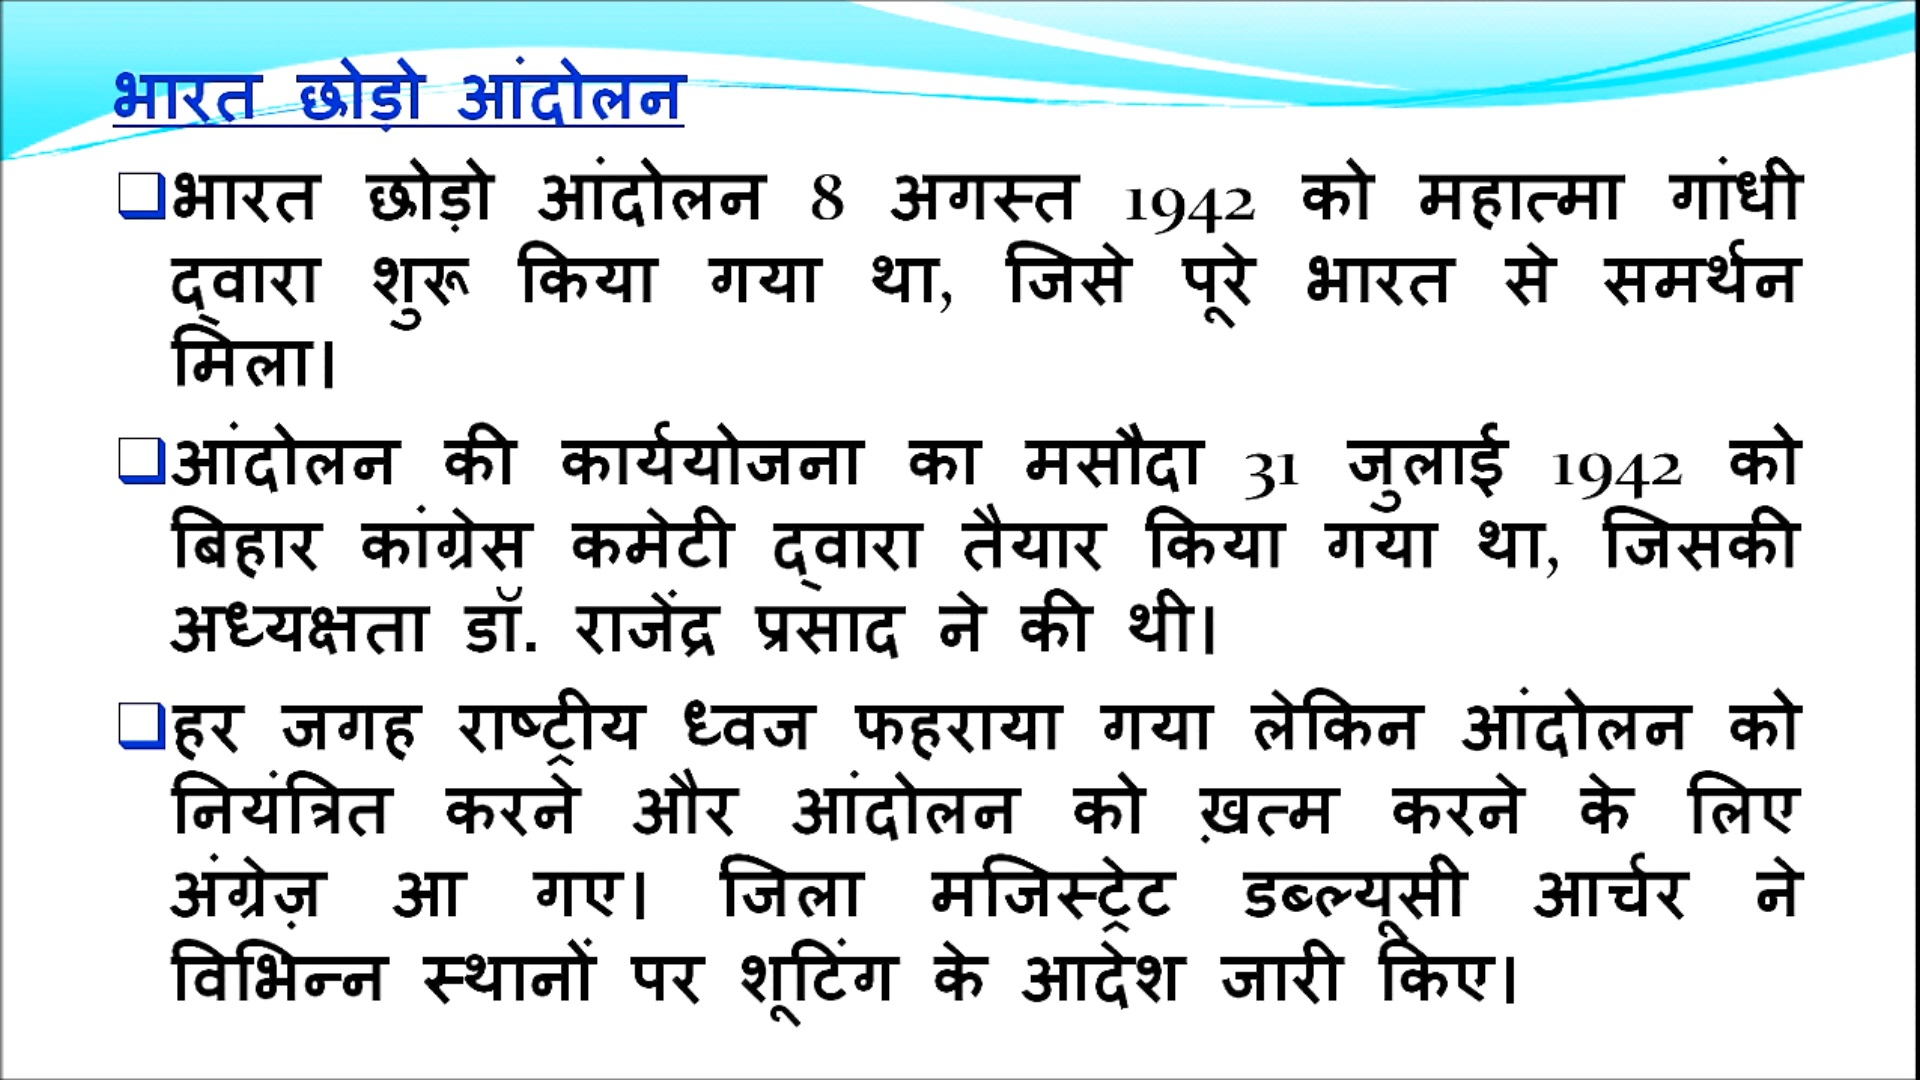 भारत छोड़ो आंदोलन
भारत छोड़ो आंदोलन 8 अगस्त 1942 को महात्मा गांधी
द्वारा शुरू किया गया था, जिसे पूरे भारत से समर्थन
मिला।
आंदोलन की कार्ययोजना का मसौदा 31 जुलाई 1942 को
बिहार कांग्रेस कमेटी द्वारा तैयार किया गया था, जिसकी
अध्यक्षता डॉ. राजेंद्र प्रसाद ने की थी।
हर जगह राष्ट्रीय ध्वज फहराया गया लेकिन आंदोलन को
नियंत्रित करने और आंदोलन को ख़त्म करने के लिए
अंग्रेज़ आ गए। जिला मजिस्ट्रेट डब्ल्यूसी आर्चर ने
विभिन्न स्थानों पर शूटिंग के आदेश जारी किए।